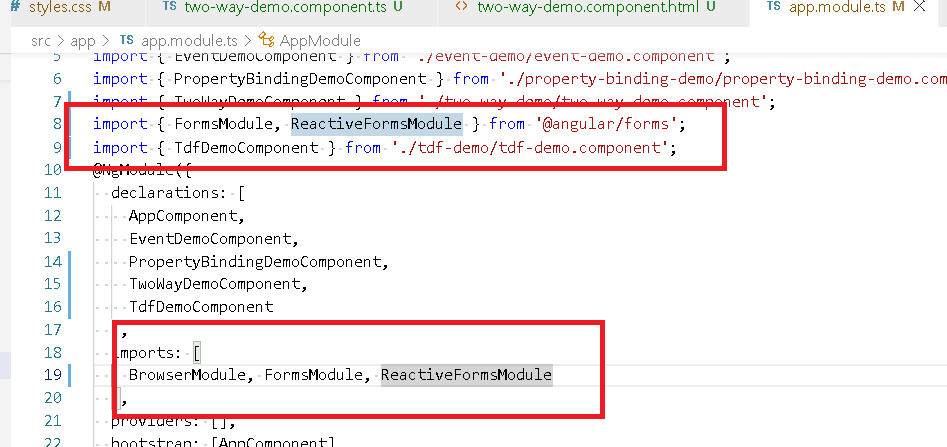 # styles.css M TS two-way-demo.component.ts U <> two-way-demo.component.html U TS app.module.ts M
src > app > TS app.module.ts > AppModule
5 import { EventDemoComponent } from './event-demo/event-demo.component';
6 import { PropertyBindingDemoComponent } from './property-binding-demo/property-binding-demo.com
7 import { TwoWayDemoComponent } from './two-way-demo/two-way-demo.component';
8 import { FormsModule, ReactiveFormsModule } from '@angular/forms';
9 import { TdfDemoComponent } from './tdf-demo/tdf-demo.component';
10 @NgModule({
11 declarations: [
12 AppComponent,
13 EventDemoComponent,
14 PropertyBindingDemoComponent,
15 TwoWayDemoComponent,
16 TdfDemoComponent
17 ,
18 imports: [
19 BrowserModule, FormsModule, ReactiveFormsModule
20 ],
21 providers: [],
22 bootstrap: [AppComponent]